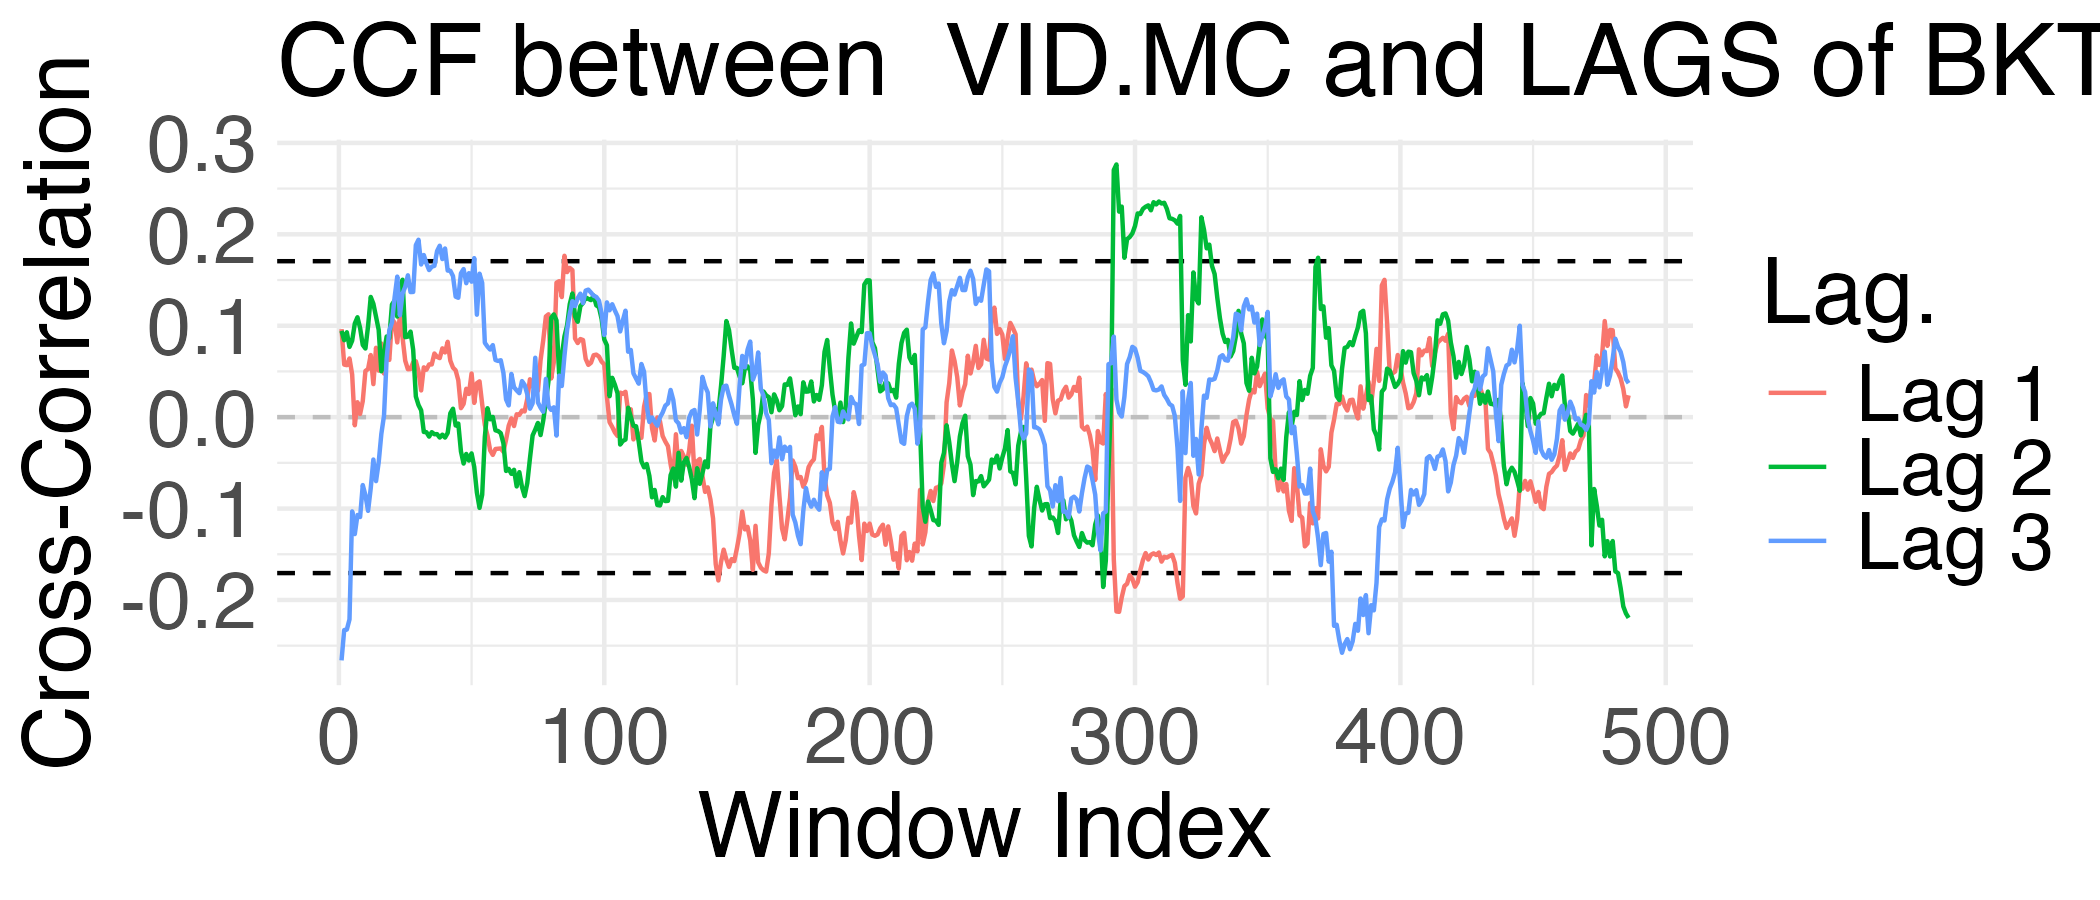 CCF between  VID.MC and LAGS of BKT
Cross-Correlation
0.3
0.2
0.1
0.0
-0.1
-0.2
0 100 200 300 400 500
Window Index
Lag.
Lag 1
Lag 2
Lag 3